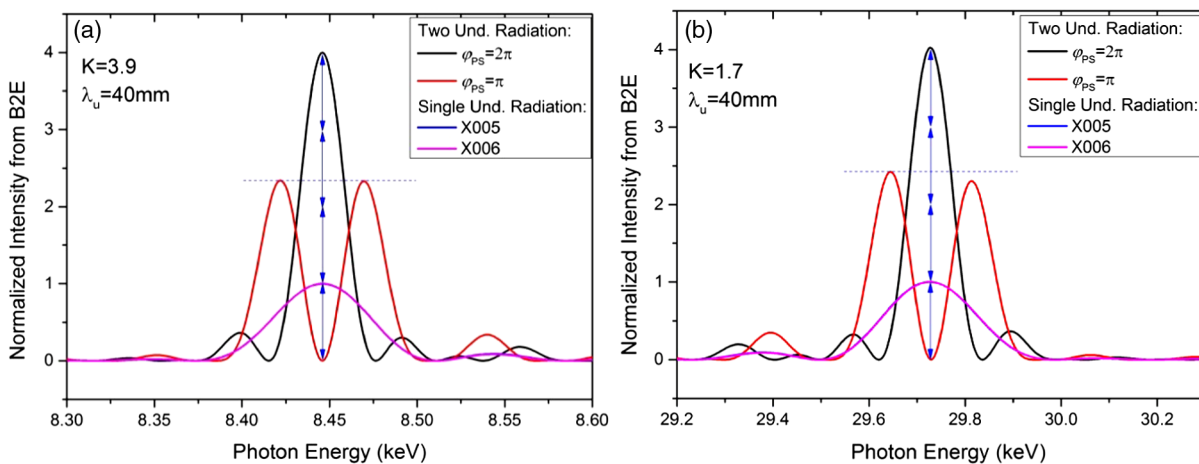 (a)
K=3.9
λu=40mm
Two Und. Radiation:
φPS=2π
φPS=π
Single Und. Radiation:
X005
X006
Normalized Intensity from B2E
4
3
2
1
0
8.30
8.35
8.40
8.45
8.50
8.55
8.60
Photon Energy (keV)
(b)
K=1.7
λu=40mm
Two Und. Radiation:
φPS=2π
φPS=π
Single Und. Radiation:
X005
X006
Normalized Intensity from B2E
4
3
2
1
0
29.2
29.4
29.6
29.8
30.0
30.2
Photon Energy (keV)